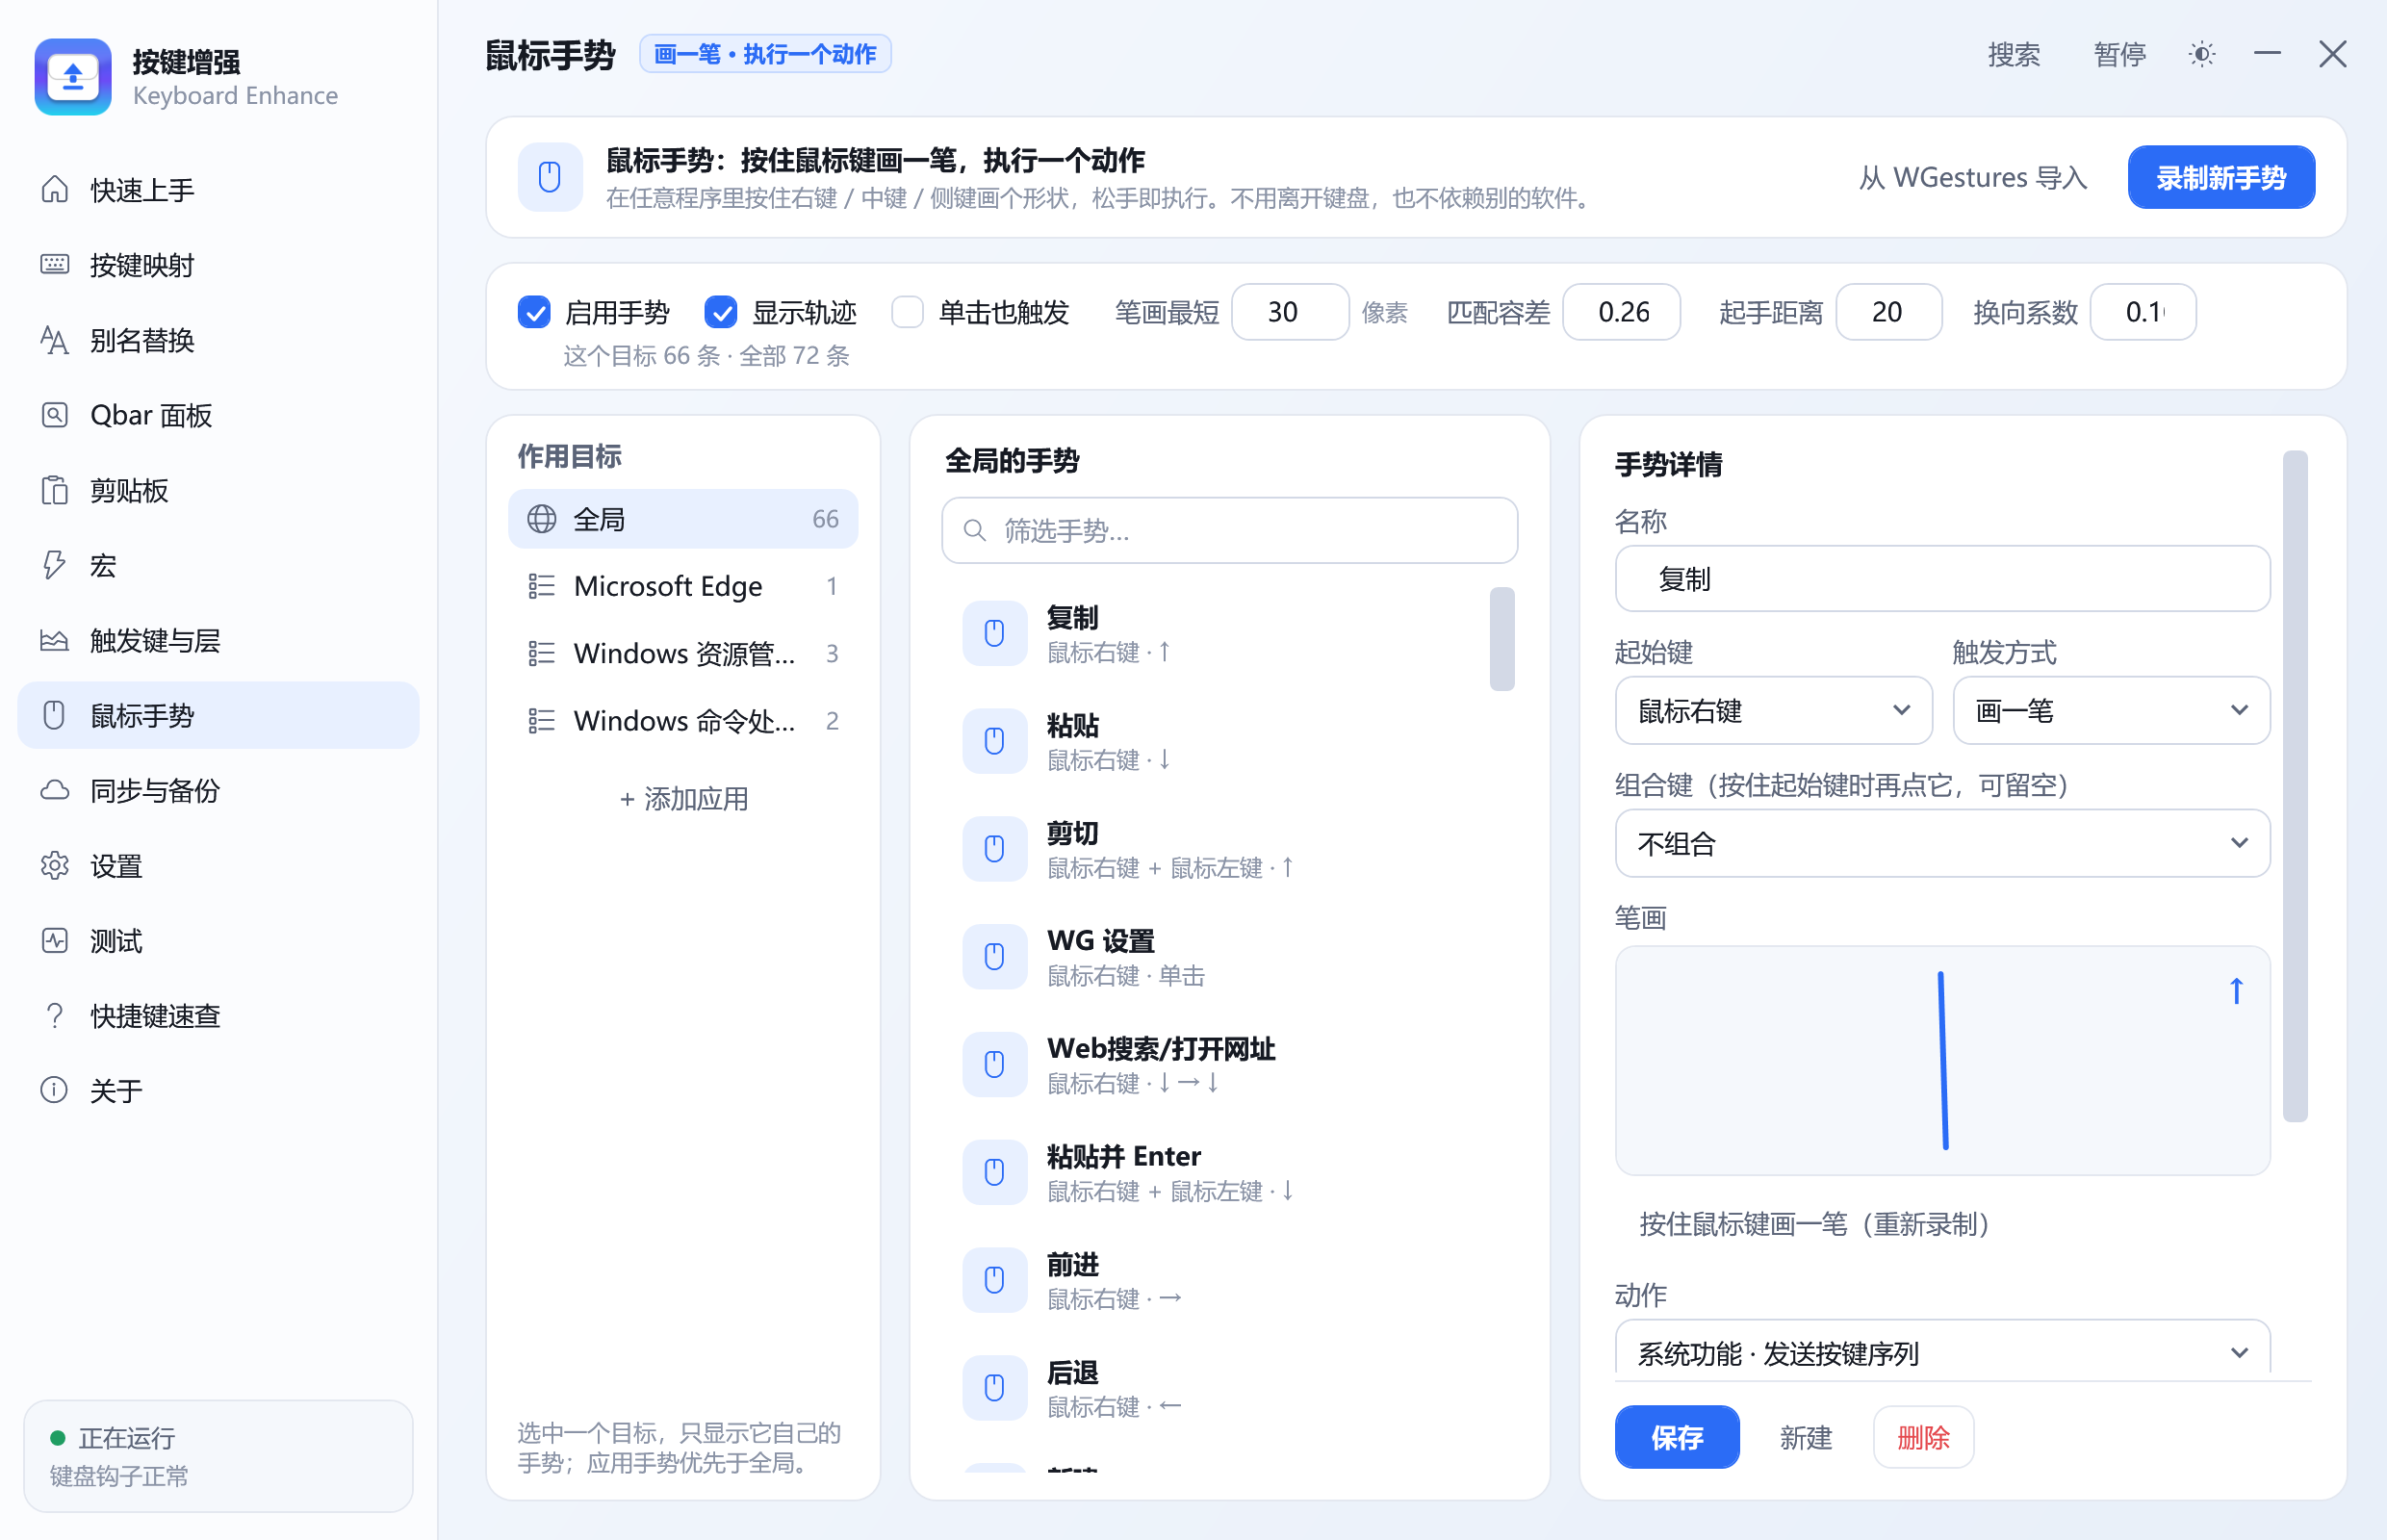 按键增强
Keyboard Enhance
快速上手
按键映射
别名替换
Qbar 面板
剪贴板
宏
触发键与层
鼠标手势
同步与备份
设置
测试
快捷键速查
关于
正在运行
键盘钩子正常
鼠标手势
画一笔 · 执行一个动作
搜索
暂停
鼠标手势：按住鼠标键画一笔，执行一个动作
在任意程序里按住右键 / 中键 / 侧键画个形状，松手即执行。不用离开键盘，也不依赖别的软件。
从 WGestures 导入
录制新手势
启用手势
显示轨迹
单击也触发
笔画最短
30
像素
匹配容差
0.26
起手距离
20
换向系数
这个目标 66 条 · 全部 72 条
作用目标
全局
66
Microsoft Edge
1
Windows 资源管...
3
Windows 命令处...
2
+ 添加应用
选中一个目标，只显示它自己的
手势；应用手势优先于全局。
全局的手势
筛选手势...
复制
鼠标右键 · ↑
粘贴
鼠标右键 · ↓
剪切
鼠标右键 + 鼠标左键 · ↑
WG 设置
鼠标右键 · 单击
Web搜索/打开网址
鼠标右键 · ↓→↓
粘贴并 Enter
鼠标右键 + 鼠标左键 · ↓
前进
鼠标右键 · →
后退
鼠标右键 · ←
手势详情
名称
复制
起始键
触发方式
鼠标右键
画一笔
组合键（按住起始键时再点它，可留空）
不组合
笔画
↑
按住鼠标键画一笔（重新录制）
动作
系统功能 · 发送按键序列
保存
新建
删除